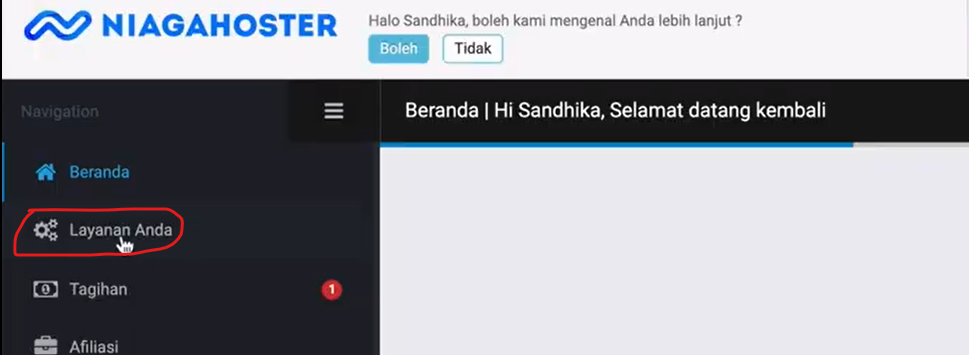 NIAGAHOSTER
Halo Sandhika, boleh kami mengenal Anda lebih lanjut ?
Boleh Tidak
Navigation
Beranda | Hi Sandhika, Selamat datang kembali
Beranda
Layanan Anda
Tagihan 1
Afiliasi